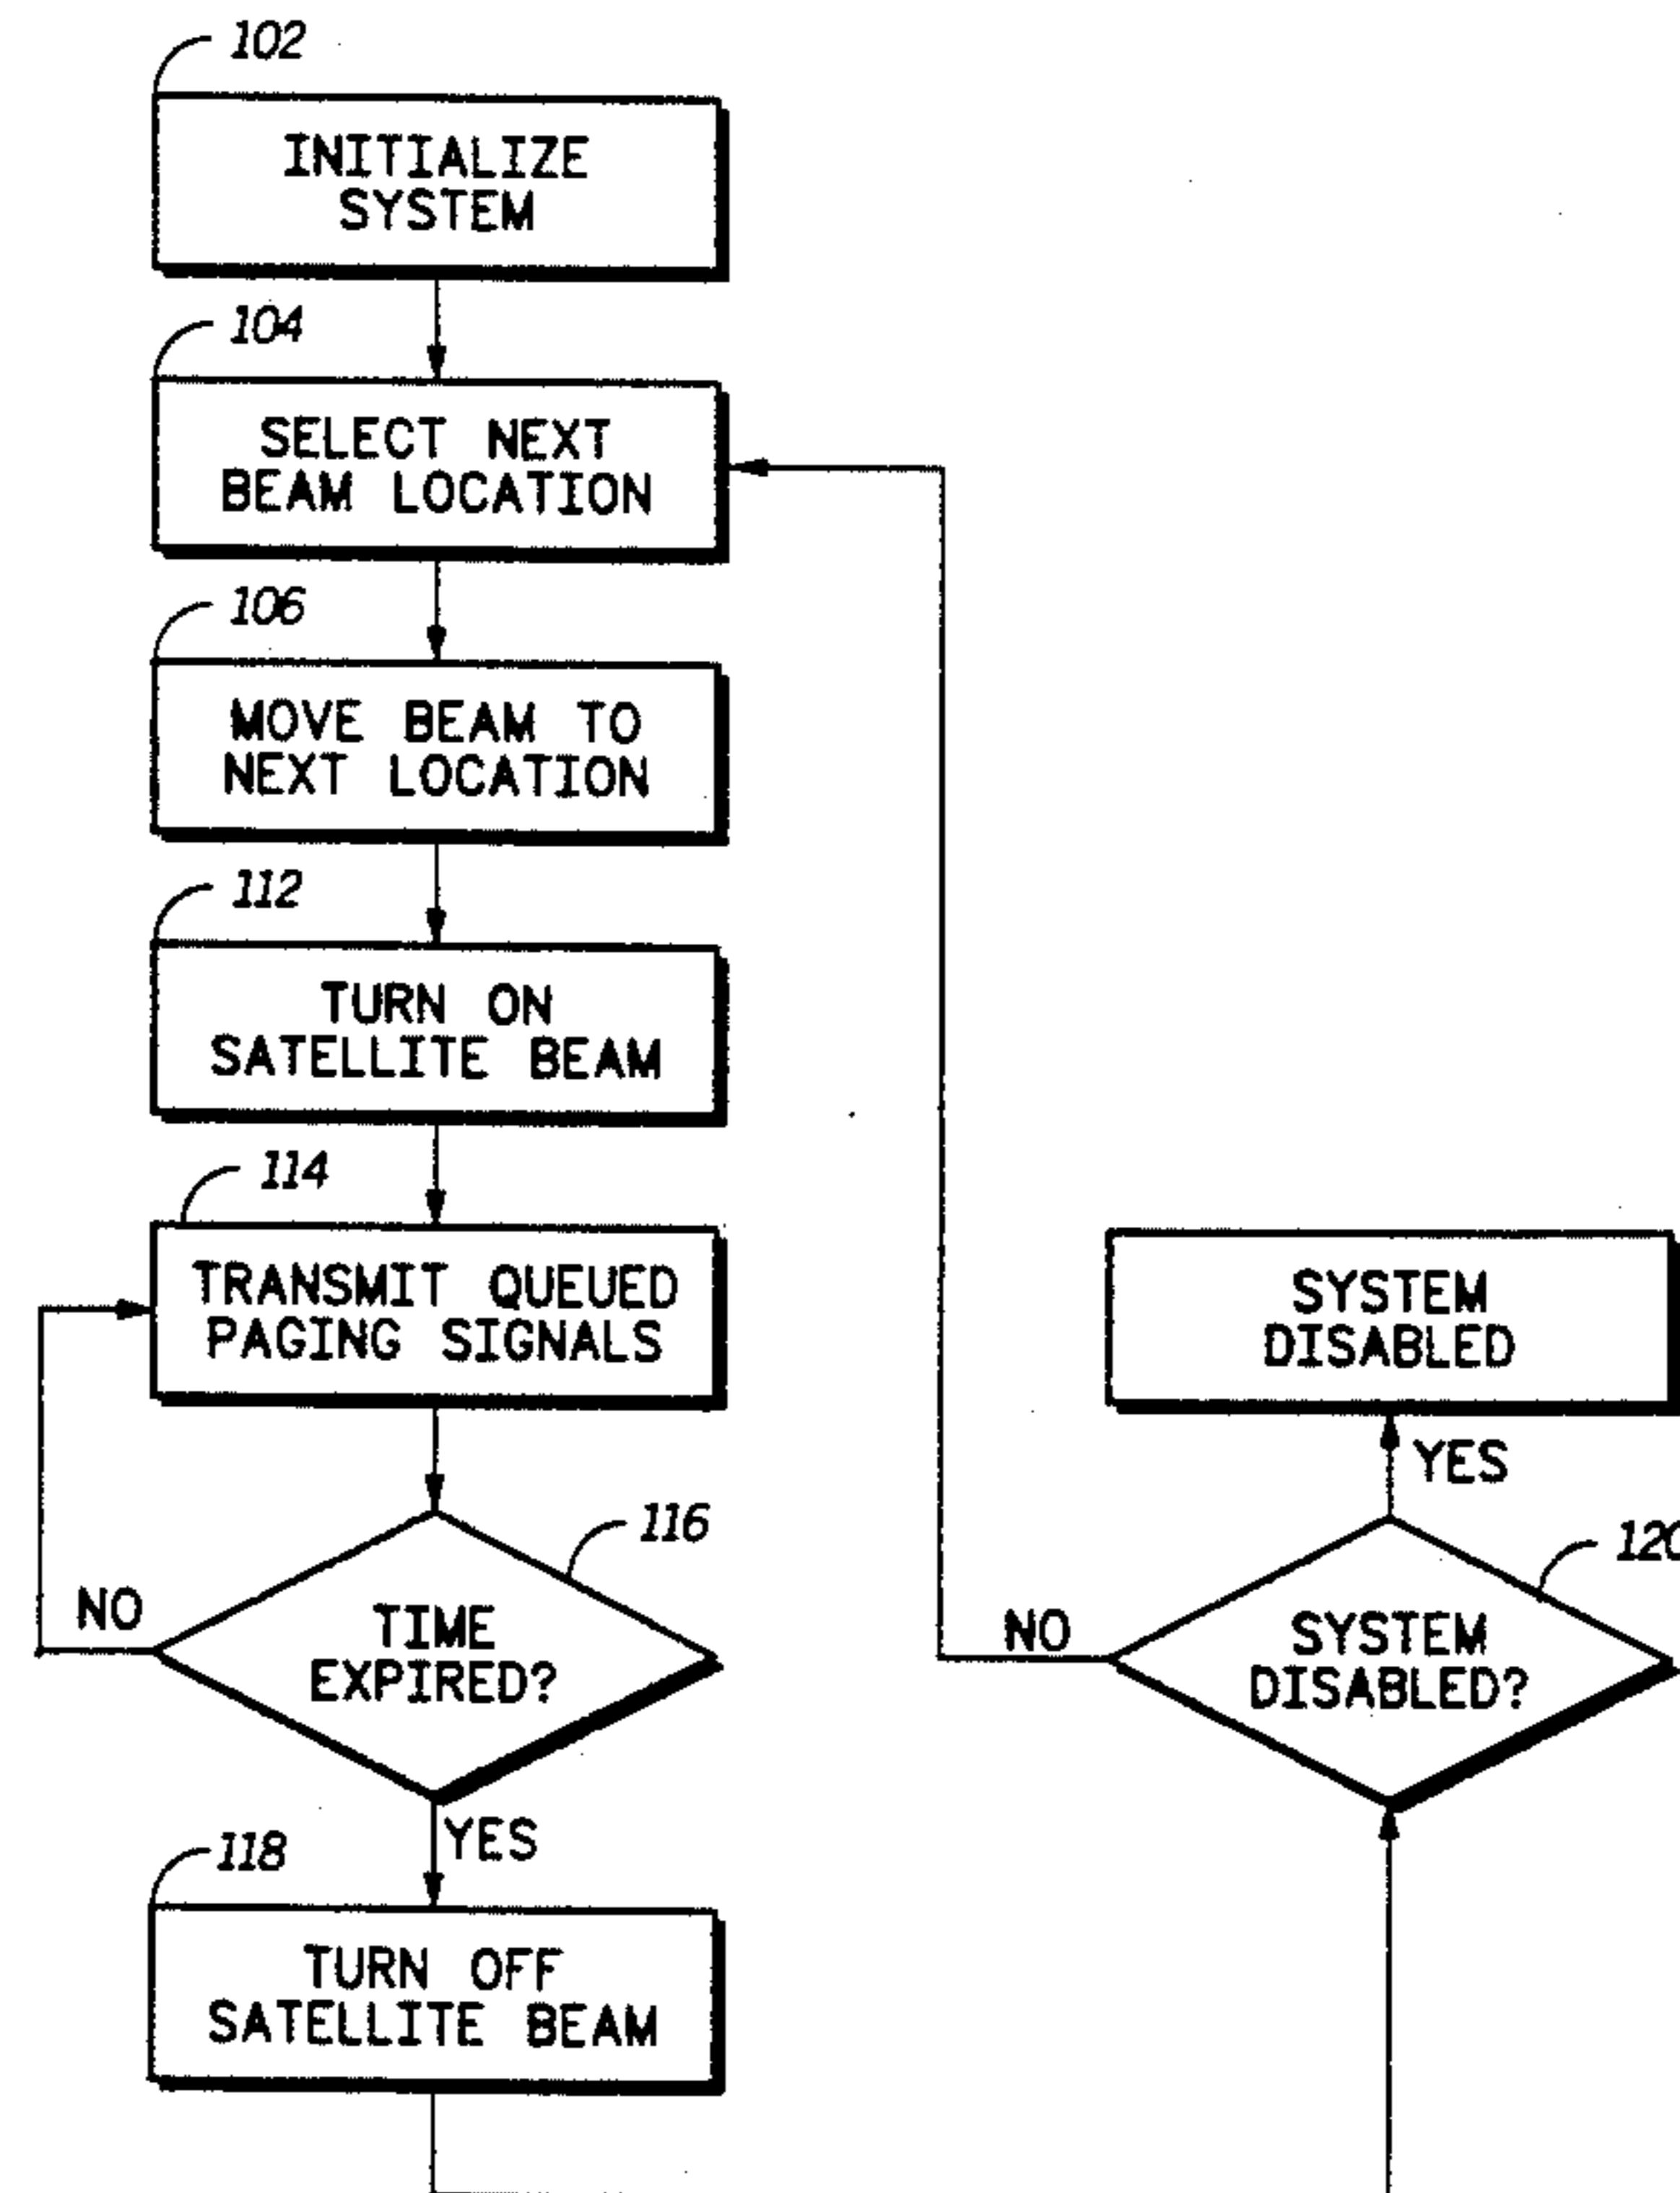 102
INITIALIZE
SYSTEM
104
SELECT NEXT
BEAM LOCATION
106
MOVE BEAM TO
NEXT LOCATION
112
TURN ON
SATELLITE BEAM
114
TRANSMIT QUEUED
PAGING SIGNALS
116
TIME
EXPIRED?
NO
YES
118
TURN OFF
SATELLITE BEAM
SYSTEM
DISABLED
YES
120
SYSTEM
DISABLED?
NO